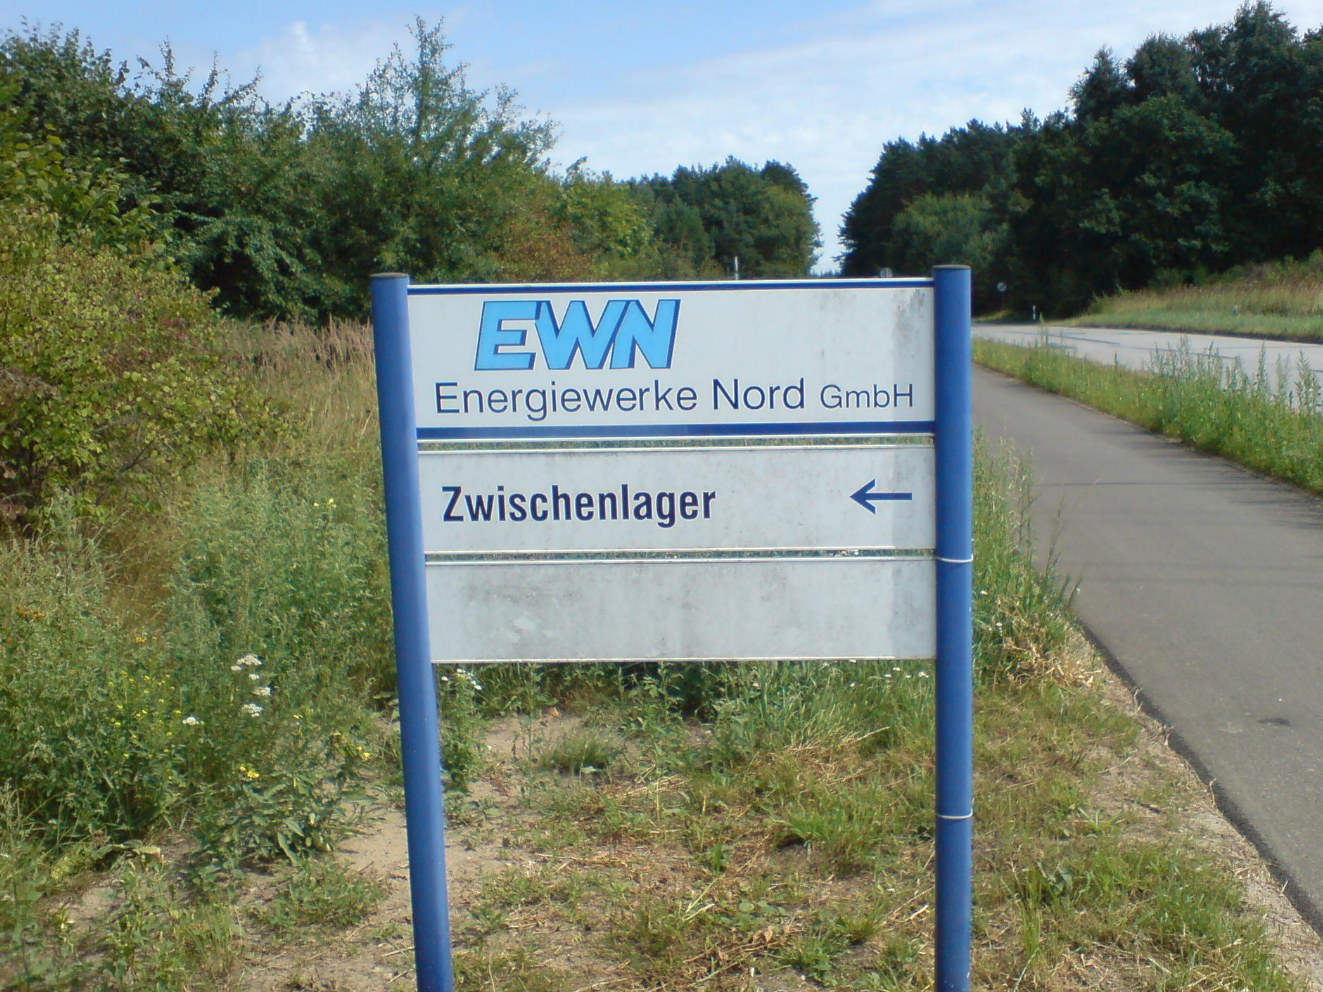 EWN
Energiewerke Nord GmbH
Zwischenlager ←